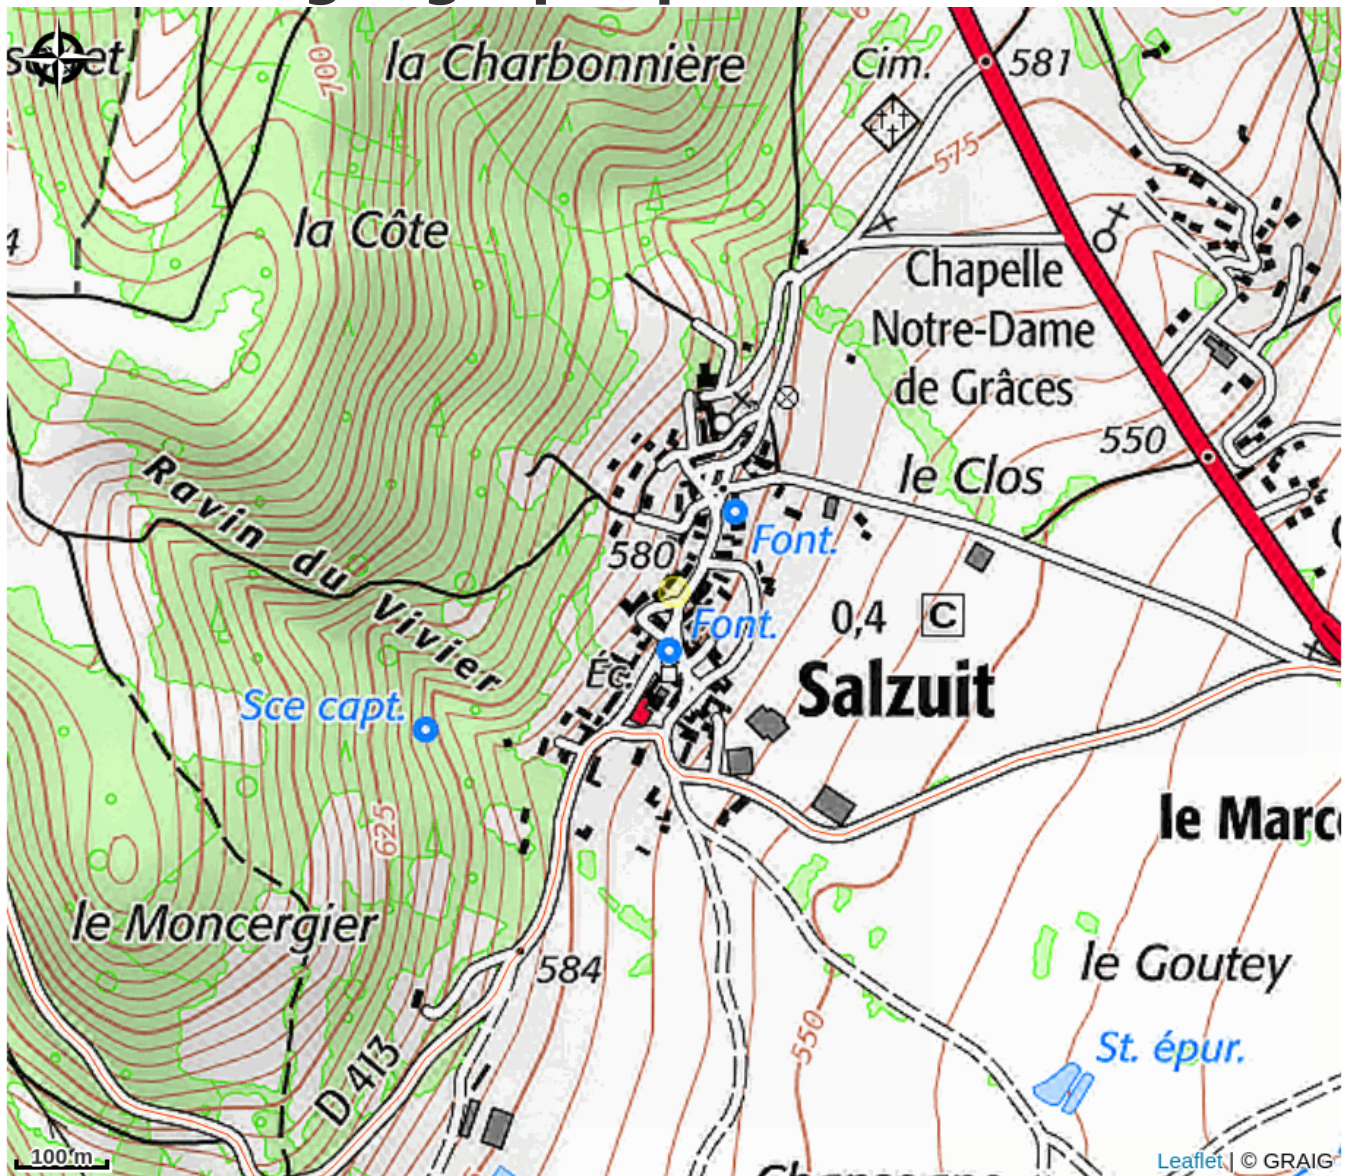 la Charbonnière
Cim.
581
700
575
la Côte
4
Chapelle
Notre-Dame
de Grâces
550
le Clos
Ravin du Vivier
580
Font.
Font.
0,4 C
Éc.
Salzuit
Sce capt.
625
le Marc
le Moncergier
584
le Goutey
550
St. épur.
D 413
100 m
Leaflet | © GRAIG